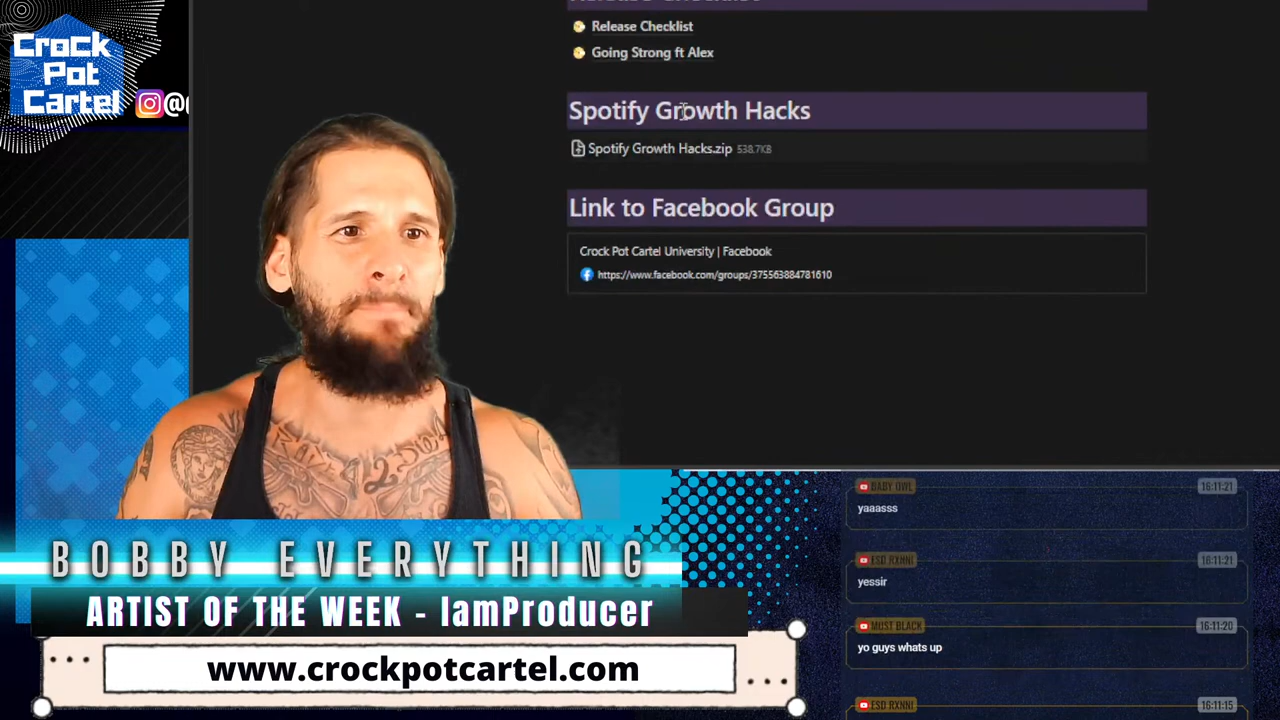 Crock
Pot
Cartel
@
Release Checklist
Release Checklist
Going Strong ft Alex
Spotify Growth Hacks
Spotify Growth Hacks.zip 538.7KB
Link to Facebook Group
Crock Pot Cartel University | Facebook
https://www.facebook.com/groups/375563884781610
BOBBY EVERYTHING
ARTIST OF THE WEEK - IamProducer
www.crockpotcartel.com
BABY OWL 16:11:21
yaaasss
ESD RXNNI 16:11:21
yessir
MUST BLACK 16:11:20
yo guys whats up
ESD RXNNI 16:11:15